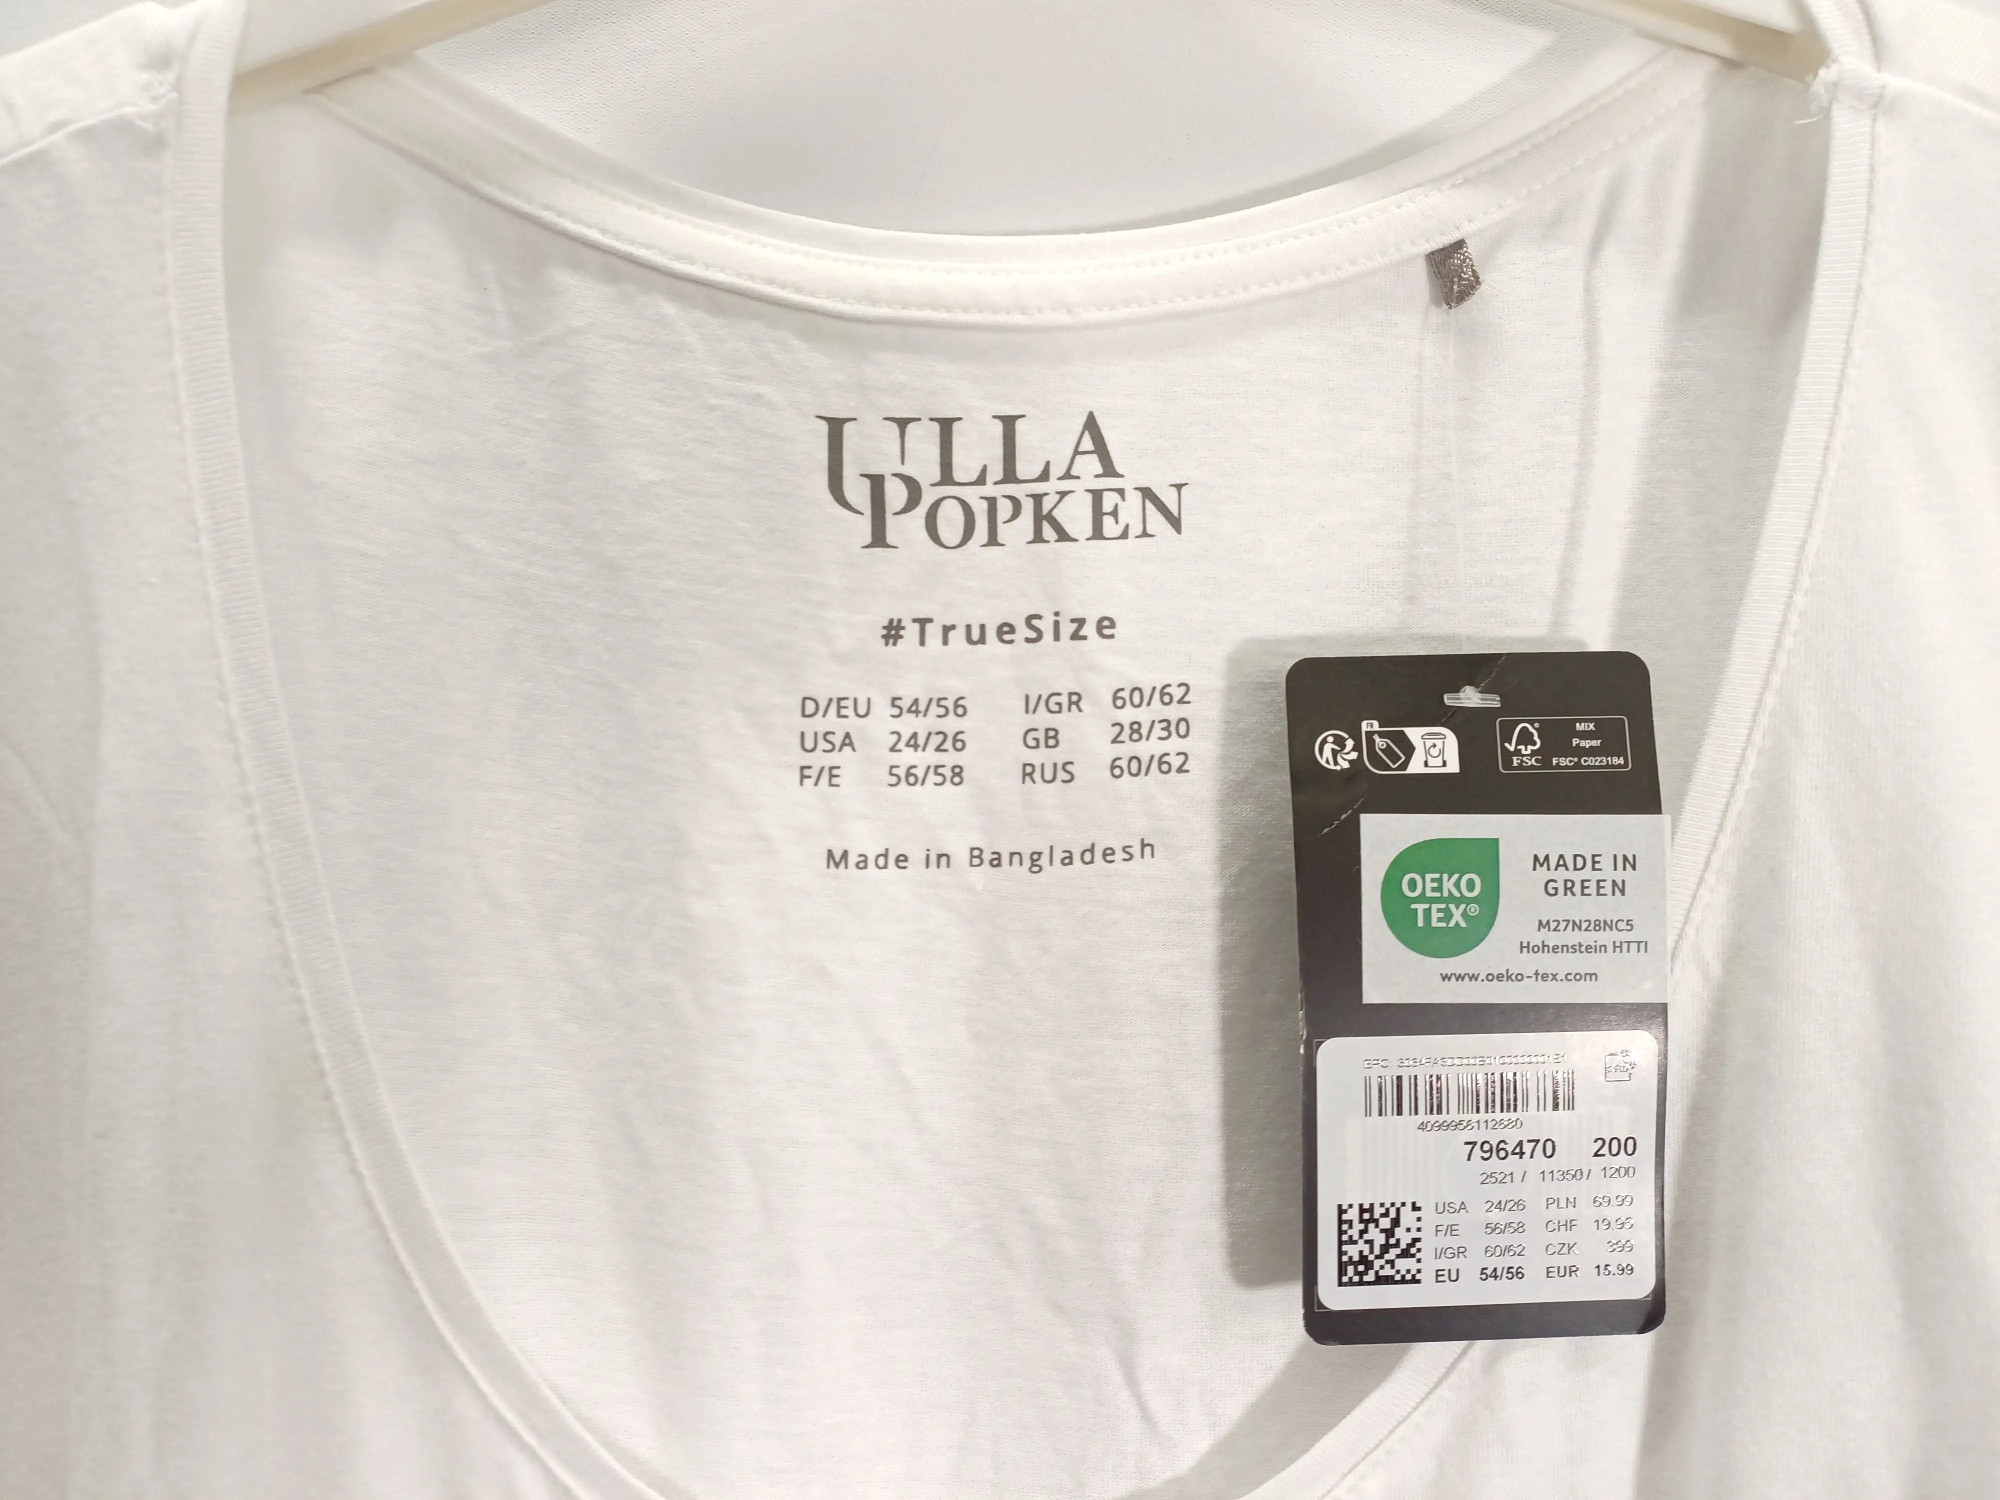 ULLA
POPKEN
#TrueSize
D/EU 54/56 I/GR 60/62
USA 24/26 GB 28/30
F/E 56/58 RUS 60/62
Made in Bangladesh
FR
MIX
Paper
FSC FSC® C023184
OEKO
TEX®
MADE IN
GREEN
M27N28NC5
Hohenstein HTTI
www.oeko-tex.com
EPC
4099956112680
796470 200
2521 / 11350 / 1200
USA 24/26 PLN 69.99
F/E 56/58 CHF 19.95
I/GR 60/62 CZK 399
EU 54/56 EUR 15.99